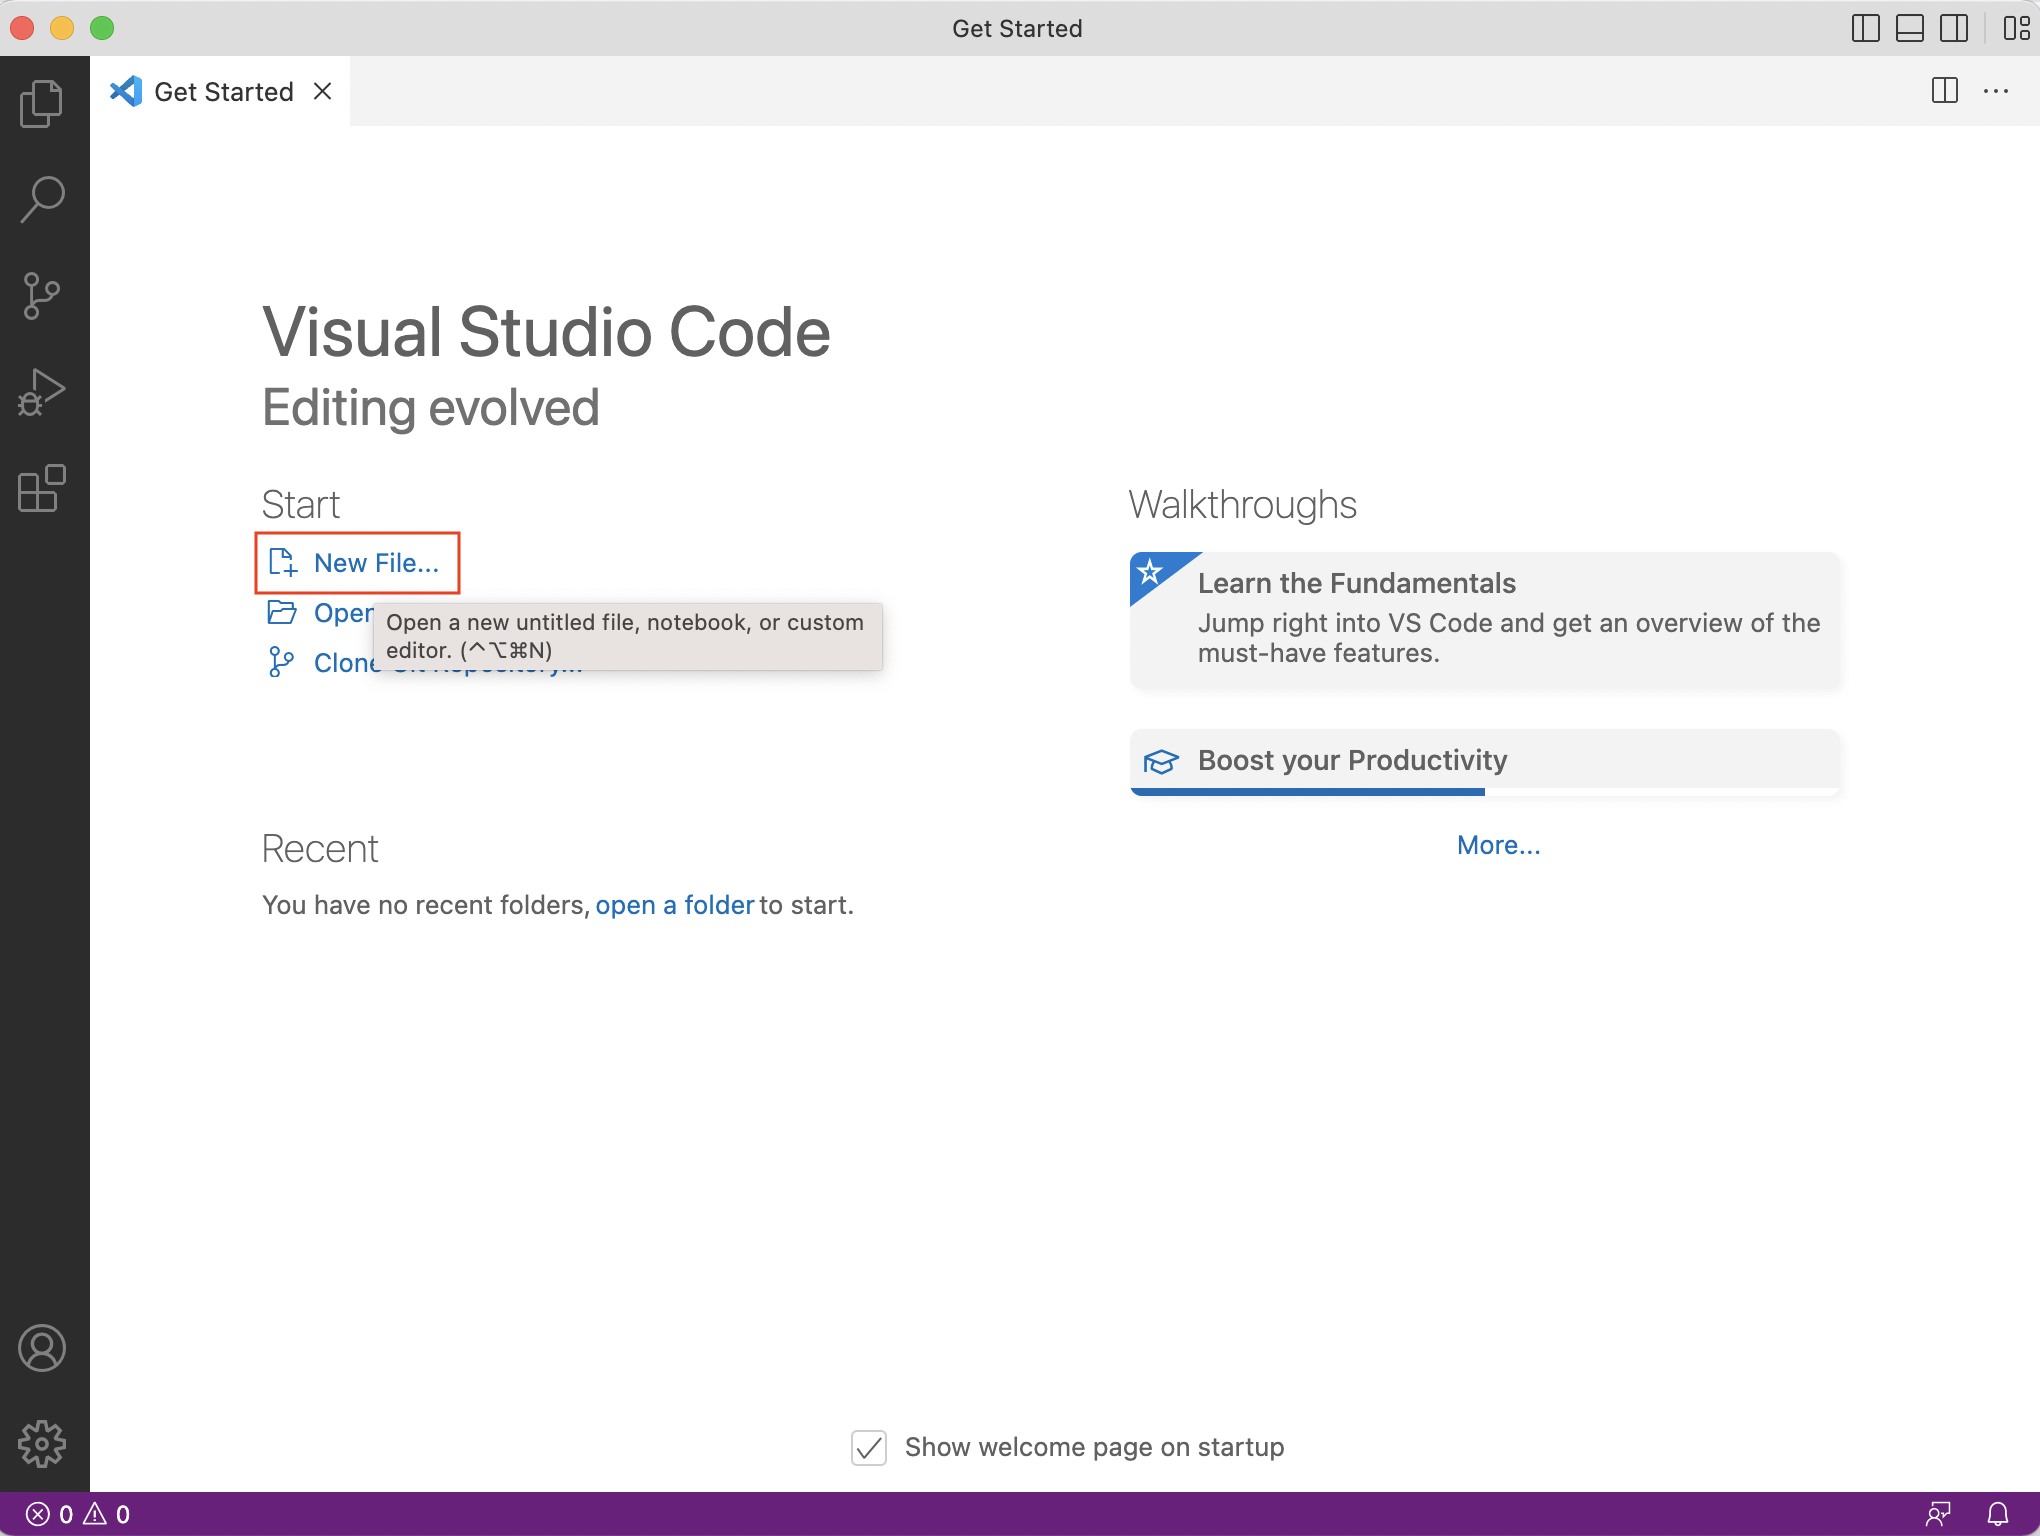 Get Started
Get Started
Visual Studio Code
Editing evolved
Start
New File...
Open a new untitled file, notebook, or custom
editor. (^⌥⌘N)
Clone
Walkthroughs
Learn the Fundamentals
Jump right into VS Code and get an overview of the
must-have features.
Boost your Productivity
More...
Recent
You have no recent folders, open a folder to start.
Show welcome page on startup
0 0